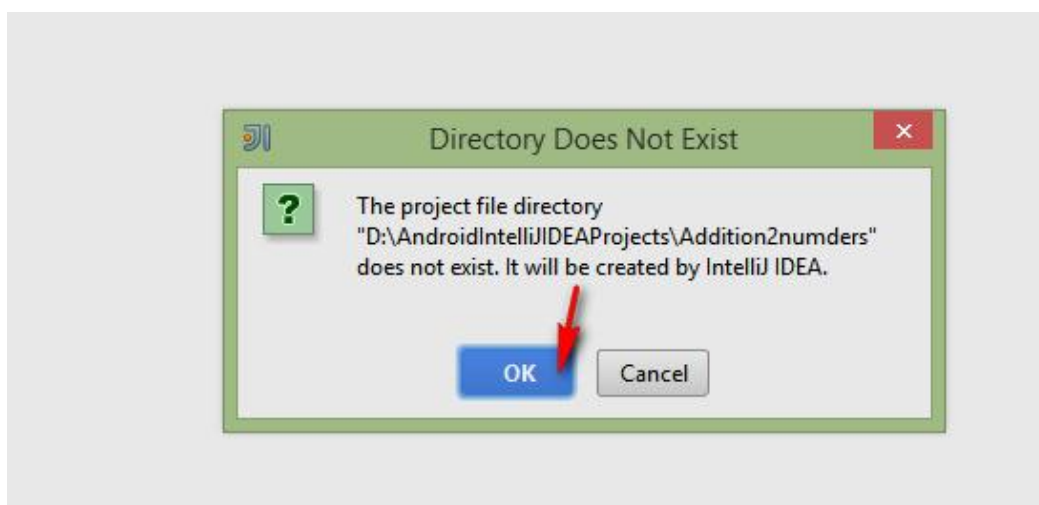 Directory Does Not Exist
The project file directory
"D:\AndroidIntelliJIDEAProjects\Addition2numders"
does not exist. It will be created by IntelliJ IDEA.
OK
Cancel